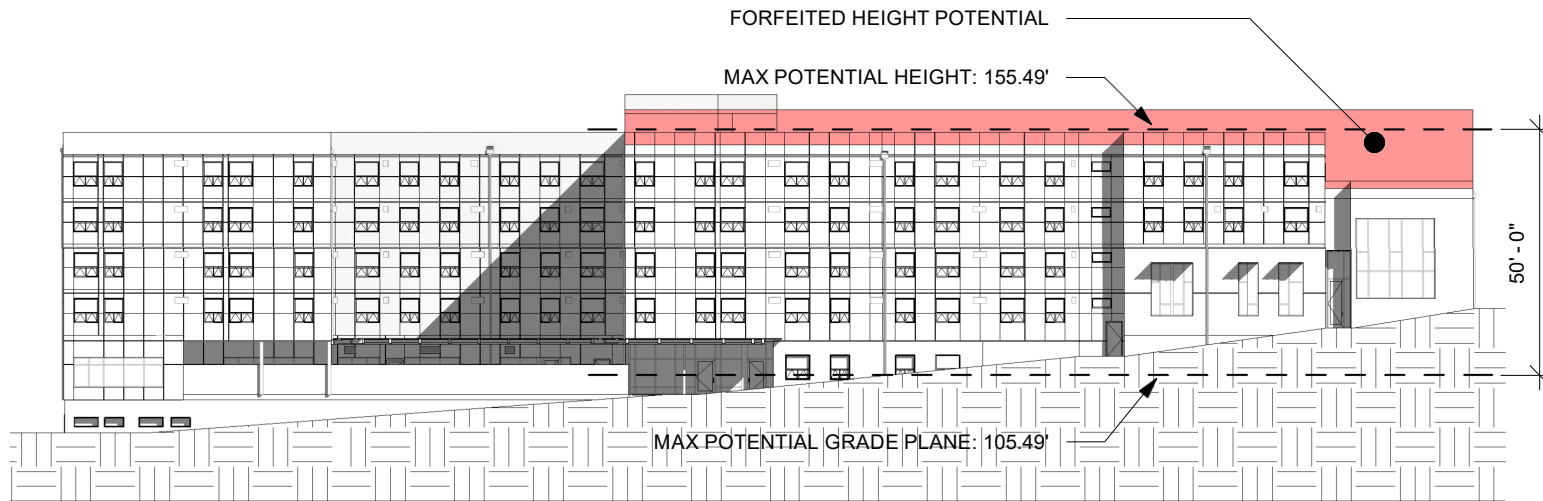 FORFEITED HEIGHT POTENTIAL
MAX POTENTIAL HEIGHT: 155.49'
50' - 0"
MAX POTENTIAL GRADE PLANE: 105.49'